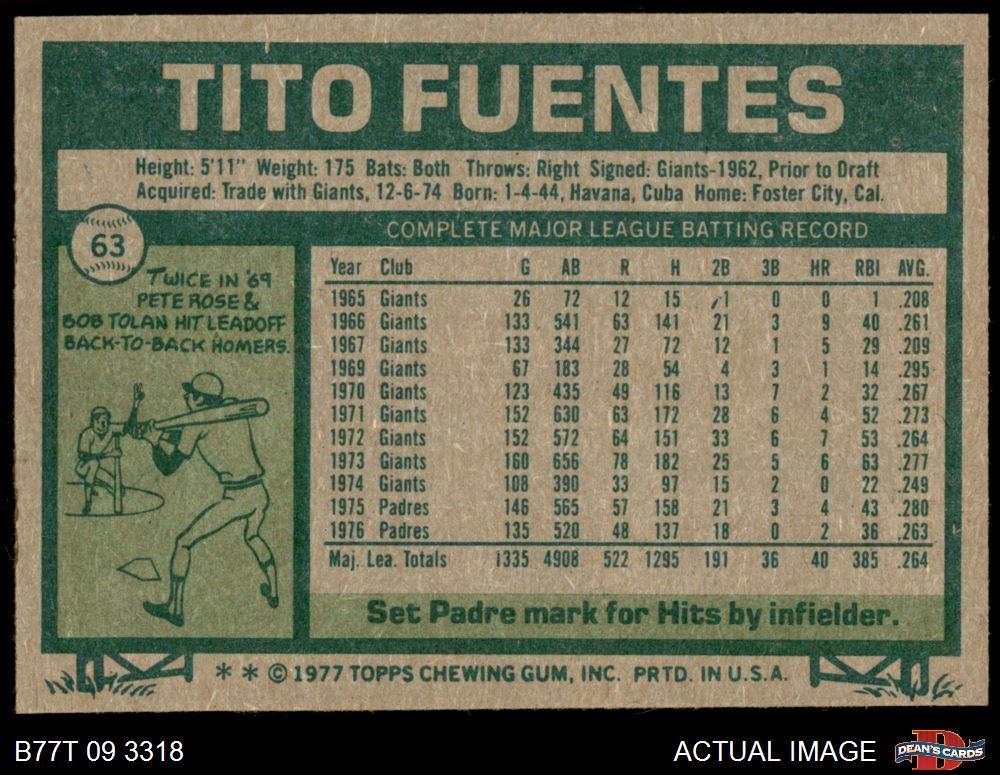 TITO FUENTES
Height: 5'11" Weight: 175 Bats: Both Throws: Right Signed: Giants-1962, Prior to Draft
Acquired: Trade with Giants, 12-6-74 Born: 1-4-44, Havana, Cuba Home: Foster City, Cal.
63
TWICE IN '69
PETE ROSE &
BOB TOLAN HIT LEADOFF
BACK-TO-BACK HOMERS.
COMPLETE MAJOR LEAGUE BATTING RECORD
Year Club G AB R H 2B 3B HR RBI AVG.
1965 Giants 26 72 12 15 1 0 0 1 .208
1966 Giants 133 541 63 141 21 3 9 40 .261
1967 Giants 133 344 27 72 12 1 5 29 .209
1969 Giants 67 183 28 54 4 3 1 14 .295
1970 Giants 123 435 49 116 13 7 2 32 .267
1971 Giants 152 630 63 172 28 6 4 52 .273
1972 Giants 152 572 64 151 33 6 7 53 .264
1973 Giants 160 656 78 182 25 5 6 63 .277
1974 Giants 108 390 33 97 15 2 0 22 .249
1975 Padres 146 565 57 158 21 3 4 43 .280
1976 Padres 135 520 48 137 18 0 2 36 .263
Maj. Lea. Totals 1335 4908 522 1295 191 36 40 385 .264
Set Padre mark for Hits by infielder.
* * © 1977 TOPPS CHEWING GUM, INC. PRTD. IN U.S.A.
B77T 09 3318
ACTUAL IMAGE
DEAN'S CARDS